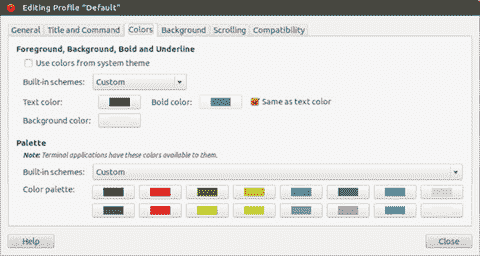 Editing Profile "Default"
General Title and Command Colors Background Scrolling Compatibility
Foreground, Background, Bold and Underline
Use colors from system theme
Built-in schemes: Custom
Text color: Bold color: Same as text color
Background color:
Palette
Note: Terminal applications have these colors available to them.
Built-in schemes: Custom
Color palette:
Help Close